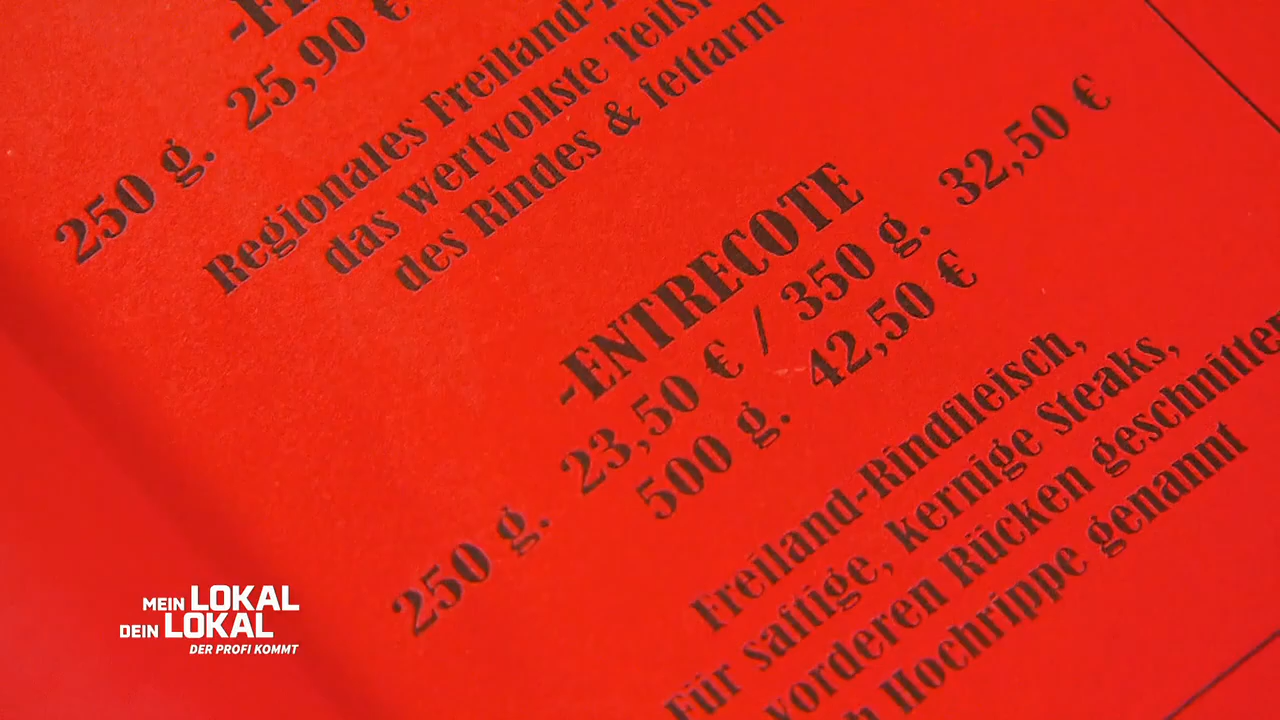 250 g. 25,90 €
Regionales Freiland-
das wertvollste
des Rindes & fettarm
-ENTRECOTE
250 g. 23,50 € / 350 g. 32,50 €
500 g. 42,50 €
Freiland-Rindfleisch,
Für saftige, kernige Steaks,
vorderen Rücken geschnitten
Hochrippe genannt
MEIN LOKAL
DEIN LOKAL
DER PROFI KOMMT